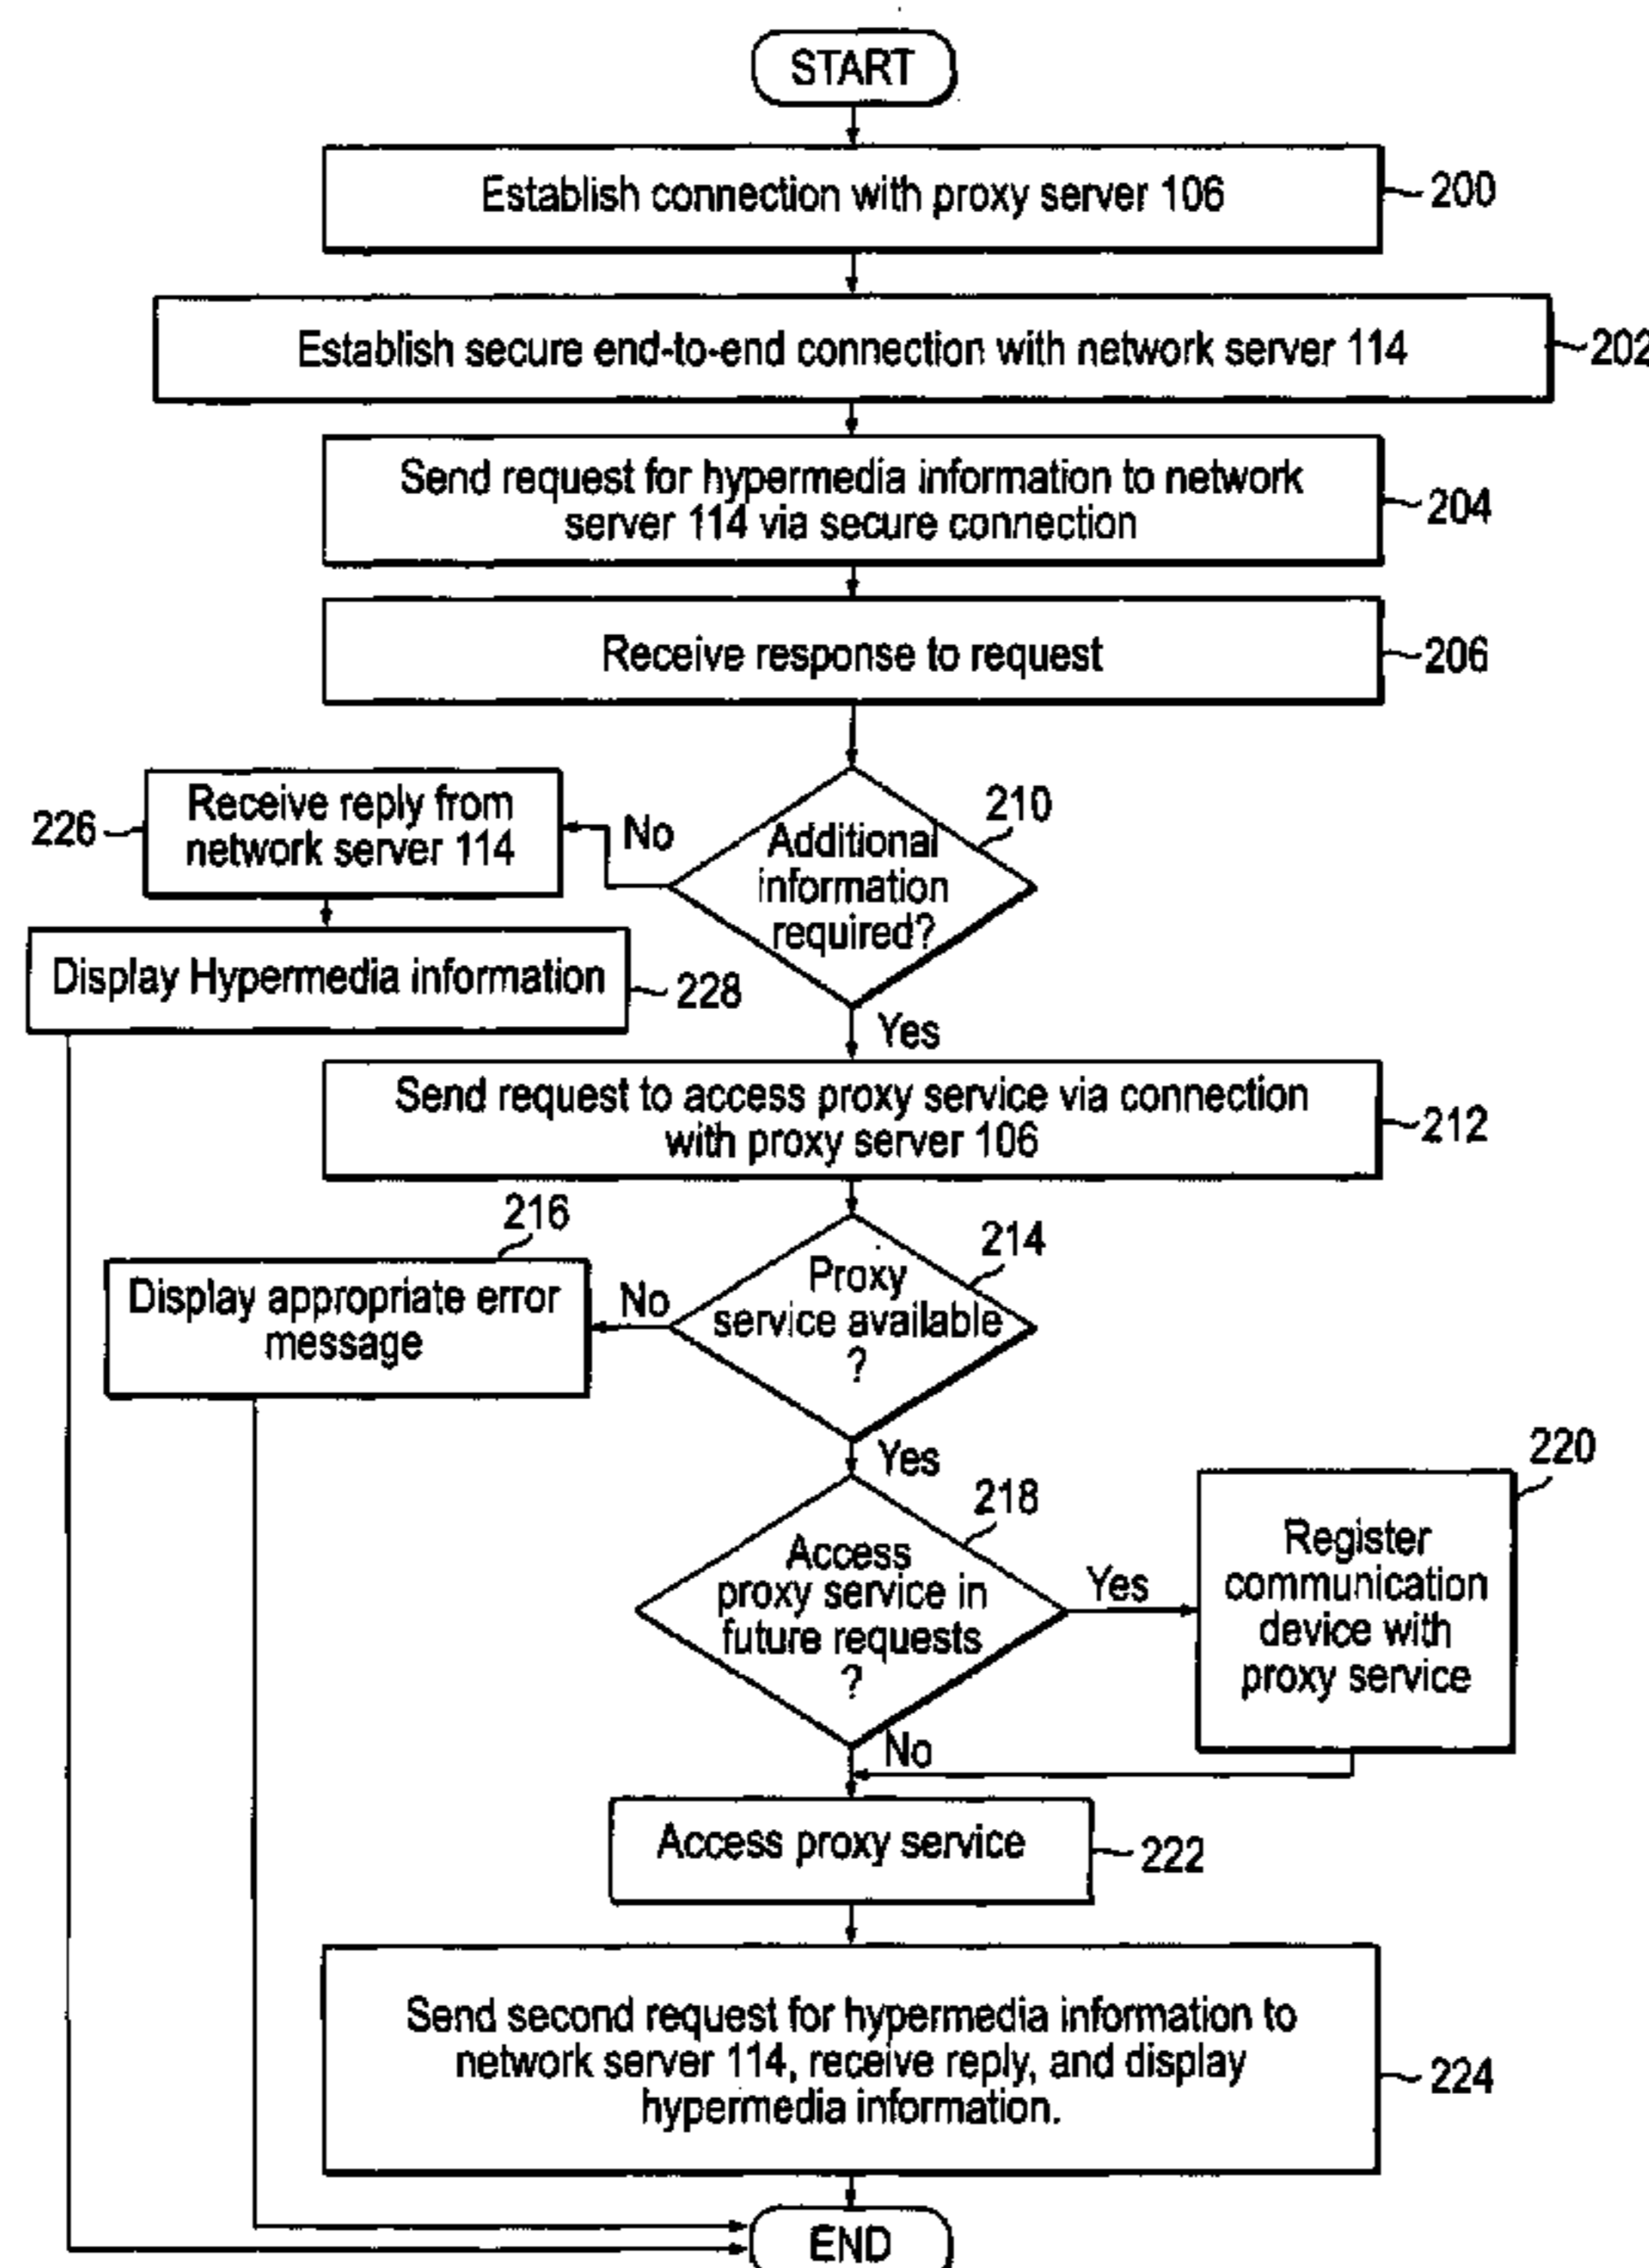 START
Establish connection with proxy server 106
200
Establish secure end-to-end connection with network server 114
202
Send request for hypermedia information to network
server 114 via secure connection
204
Receive response to request
206
210
Additional
information
required?
No
226
Receive reply from
network server 114
Display Hypermedia information
228
Yes
Send request to access proxy service via connection
with proxy server 106
212
214
Proxy
service available
?
No
216
Display appropriate error
message
Yes
218
Access
proxy service in
future requests
?
Yes
220
Register
communication
device with
proxy service
No
Access proxy service
222
Send second request for hypermedia information to
network server 114, receive reply, and display
hypermedia information.
224
END